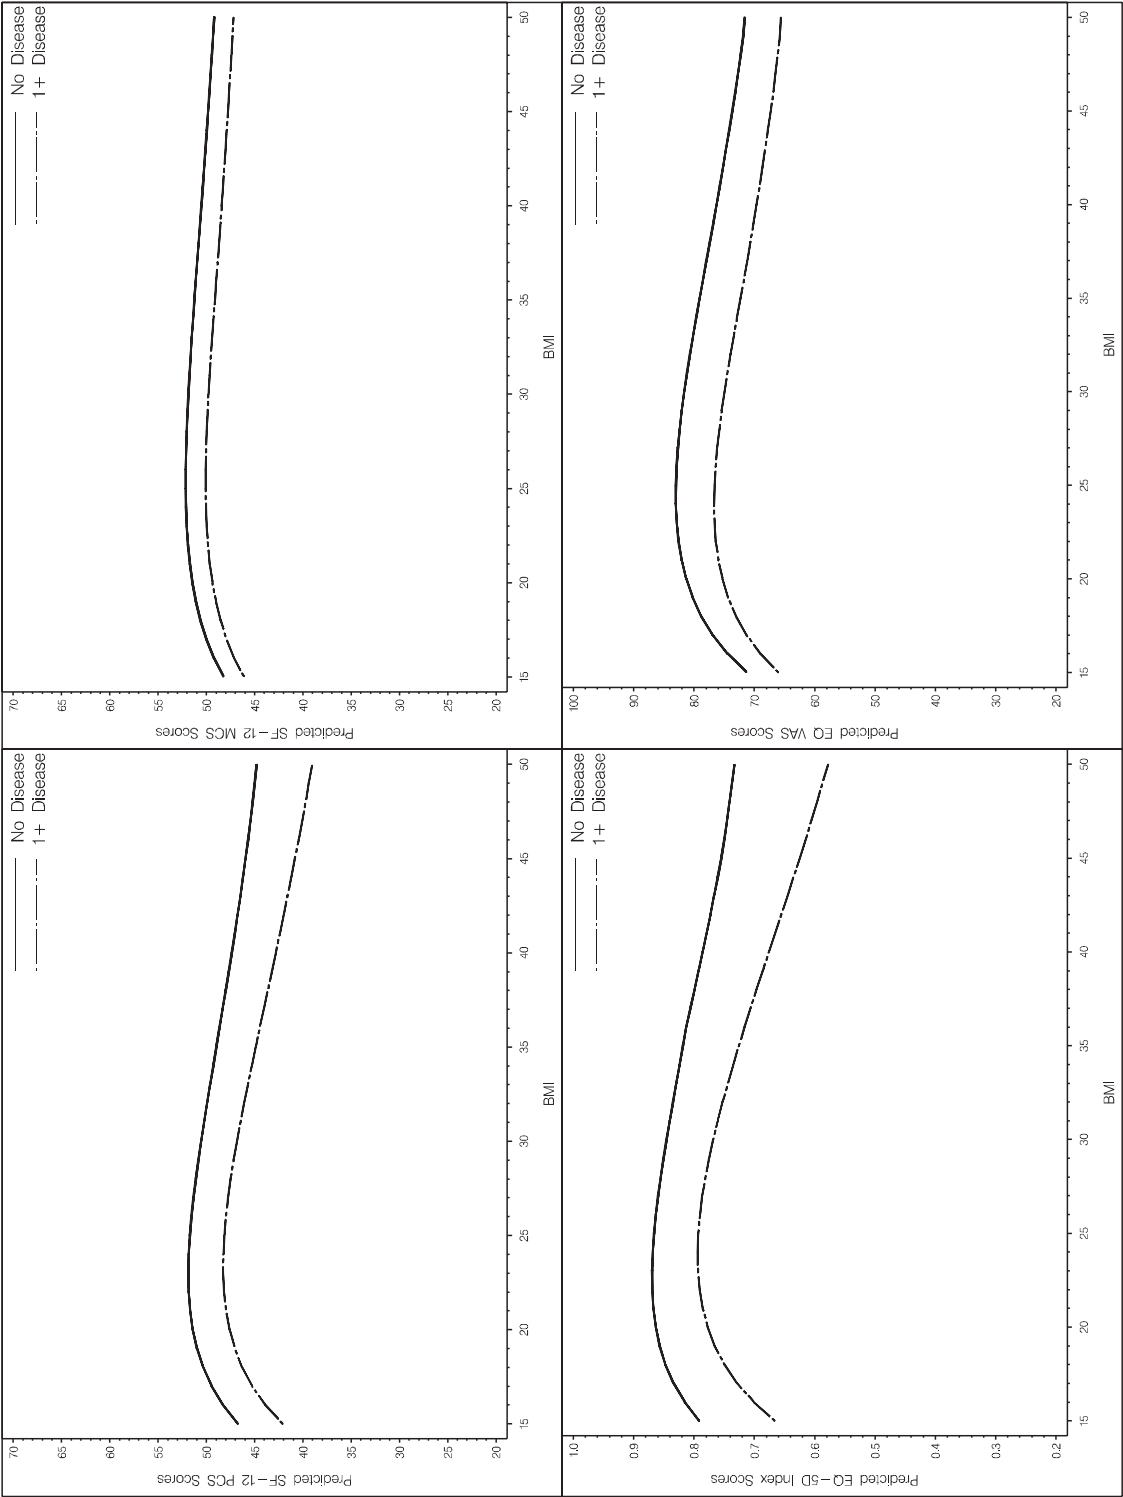 No Disease
1+ Disease
Predicted SF-12 PCS Scores
70
65
60
55
50
45
40
35
30
25
20
15 20 25 30 35 40 45 50
BMI
No Disease
1+ Disease
Predicted SF-12 MCS Scores
70
65
60
55
50
45
40
35
30
25
20
15 20 25 30 35 40 45 50
BMI
No Disease
1+ Disease
Predicted EQ-5D Index Scores
1.0
0.9
0.8
0.7
0.6
0.5
0.4
0.3
0.2
15 20 25 30 35 40 45 50
BMI
No Disease
1+ Disease
Predicted EQ VAS Scores
100
90
80
70
60
50
40
30
20
15 20 25 30 35 40 45 50
BMI